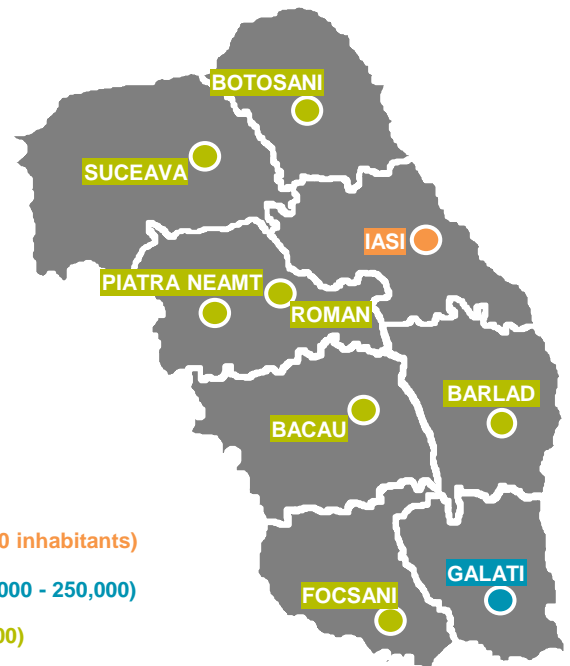 BOTOSANI
SUCEAVA
IASI
PIATRA NEAMT
ROMAN
BARLAD
BACAU
0 inhabitants)
GALATI
000 - 250,000)
FOCSANI
00)